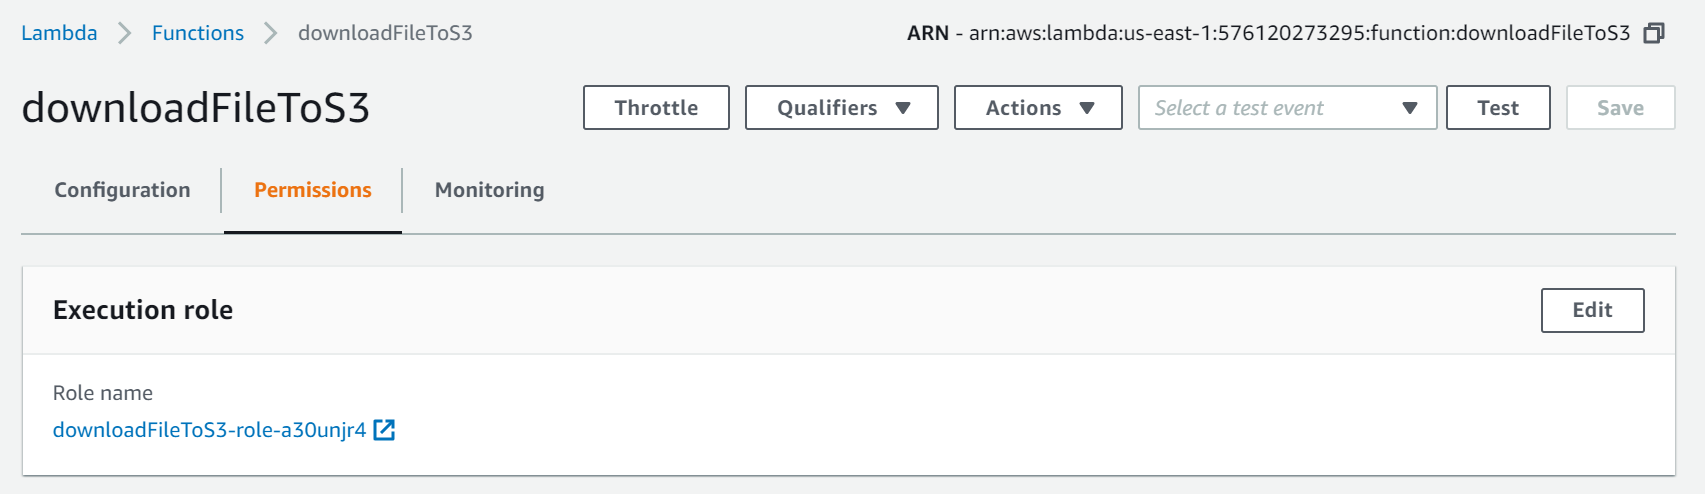 Lambda Functions downloadFileToS3 ARN - arn:aws:lambda:us-east-1:576120273295:function:downloadFileToS3
downloadFileToS3 Throttle Qualifiers Actions Select a test event Test Save
Configuration Permissions Monitoring
Execution role Edit
Role name
downloadFileToS3-role-a30unjr4